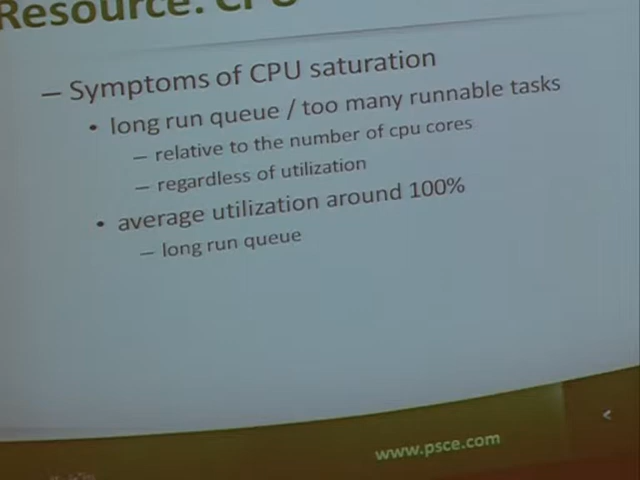 Resource: CPU
— Symptoms of CPU saturation
• long run queue / too many runnable tasks
— relative to the number of cpu cores
— regardless of utilization
• average utilization around 100%
— long run queue
www.psce.com
<